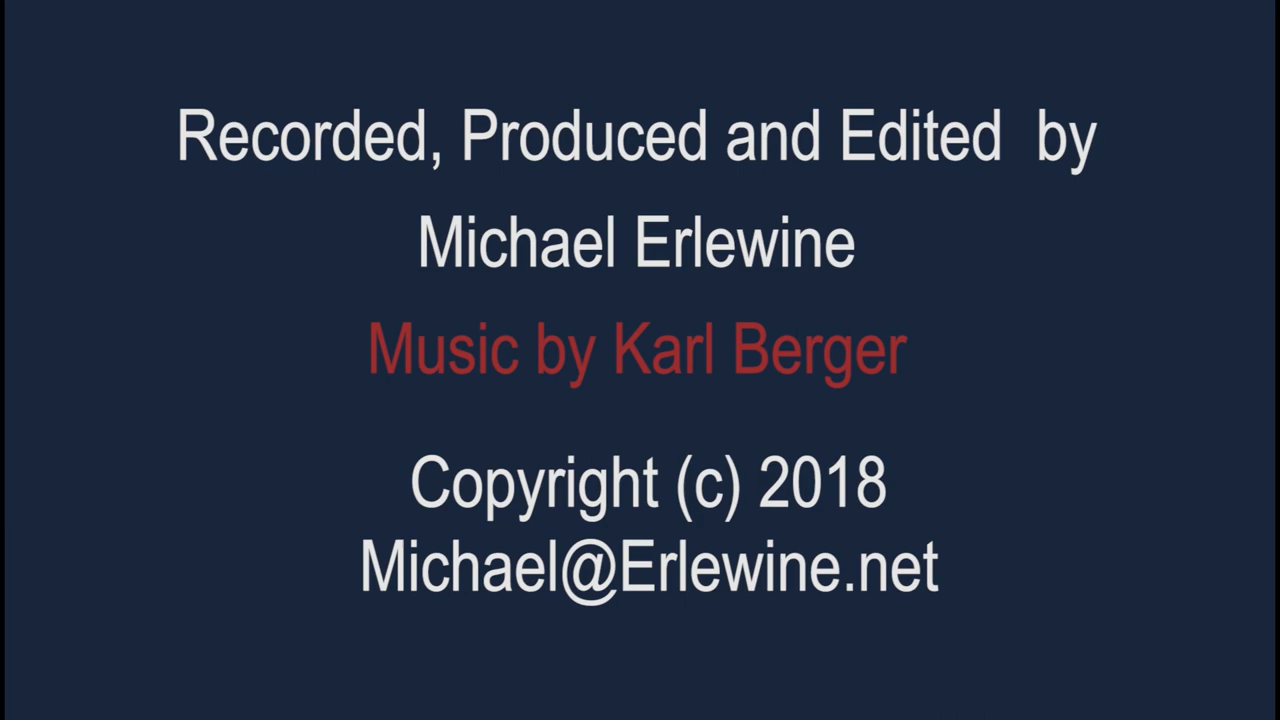 Recorded, Produced and Edited  by
Michael Erlewine
Music by Karl Berger
Copyright (c) 2018
Michael@Erlewine.net